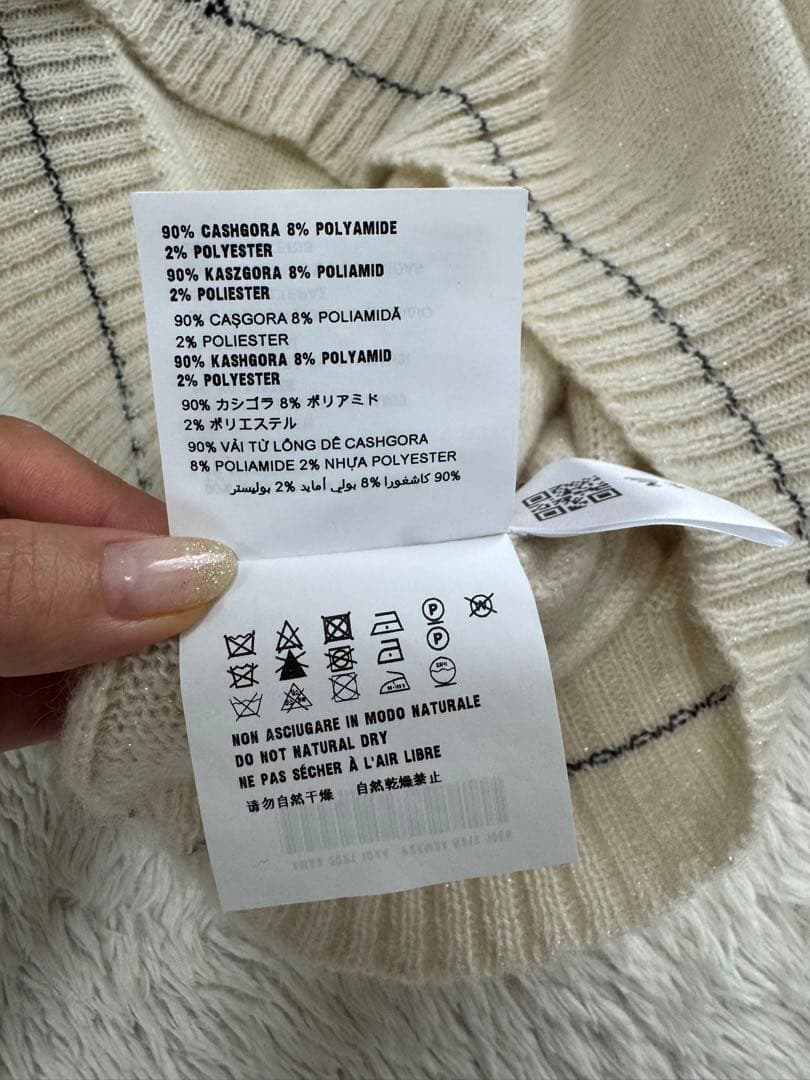 90% CASHGORA 8% POLYAMIDE
2% POLYESTER
90% KASZGORA 8% POLIAMID
2% POLIESTER
90% CAŞGORA 8% POLIAMIDĂ
2% POLIESTER
90% KASHGORA 8% POLYAMID
2% POLYESTER
90% カシゴラ 8% ポリアミド
2% ポリエステル
90% VẢI TỪ LÔNG DÊ CASHGORA
8% POLIAMIDE 2% NHỰA POLYESTER
90% كاشغورا 8% بولي أمايد 2% بوليستر
P
W
P
NON ASCIUGARE IN MODO NATURALE
DO NOT NATURAL DRY
NE PAS SÉCHER À L'AIR LIBRE
请勿自然干燥 自然乾燥禁止